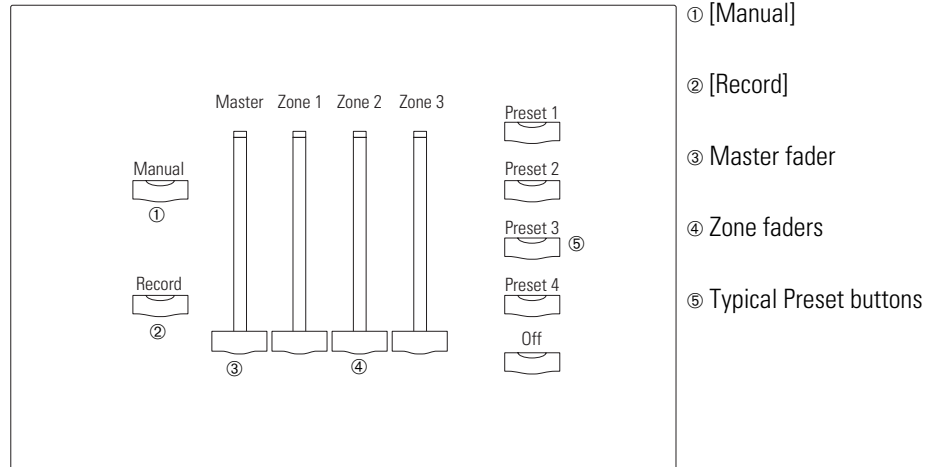 Master Zone 1 Zone 2 Zone 3
Manual
①
Record
②
③
④
Preset 1
Preset 2
Preset 3
⑤
Preset 4
Off
① [Manual]
② [Record]
③ Master fader
④ Zone faders
⑤ Typical Preset buttons